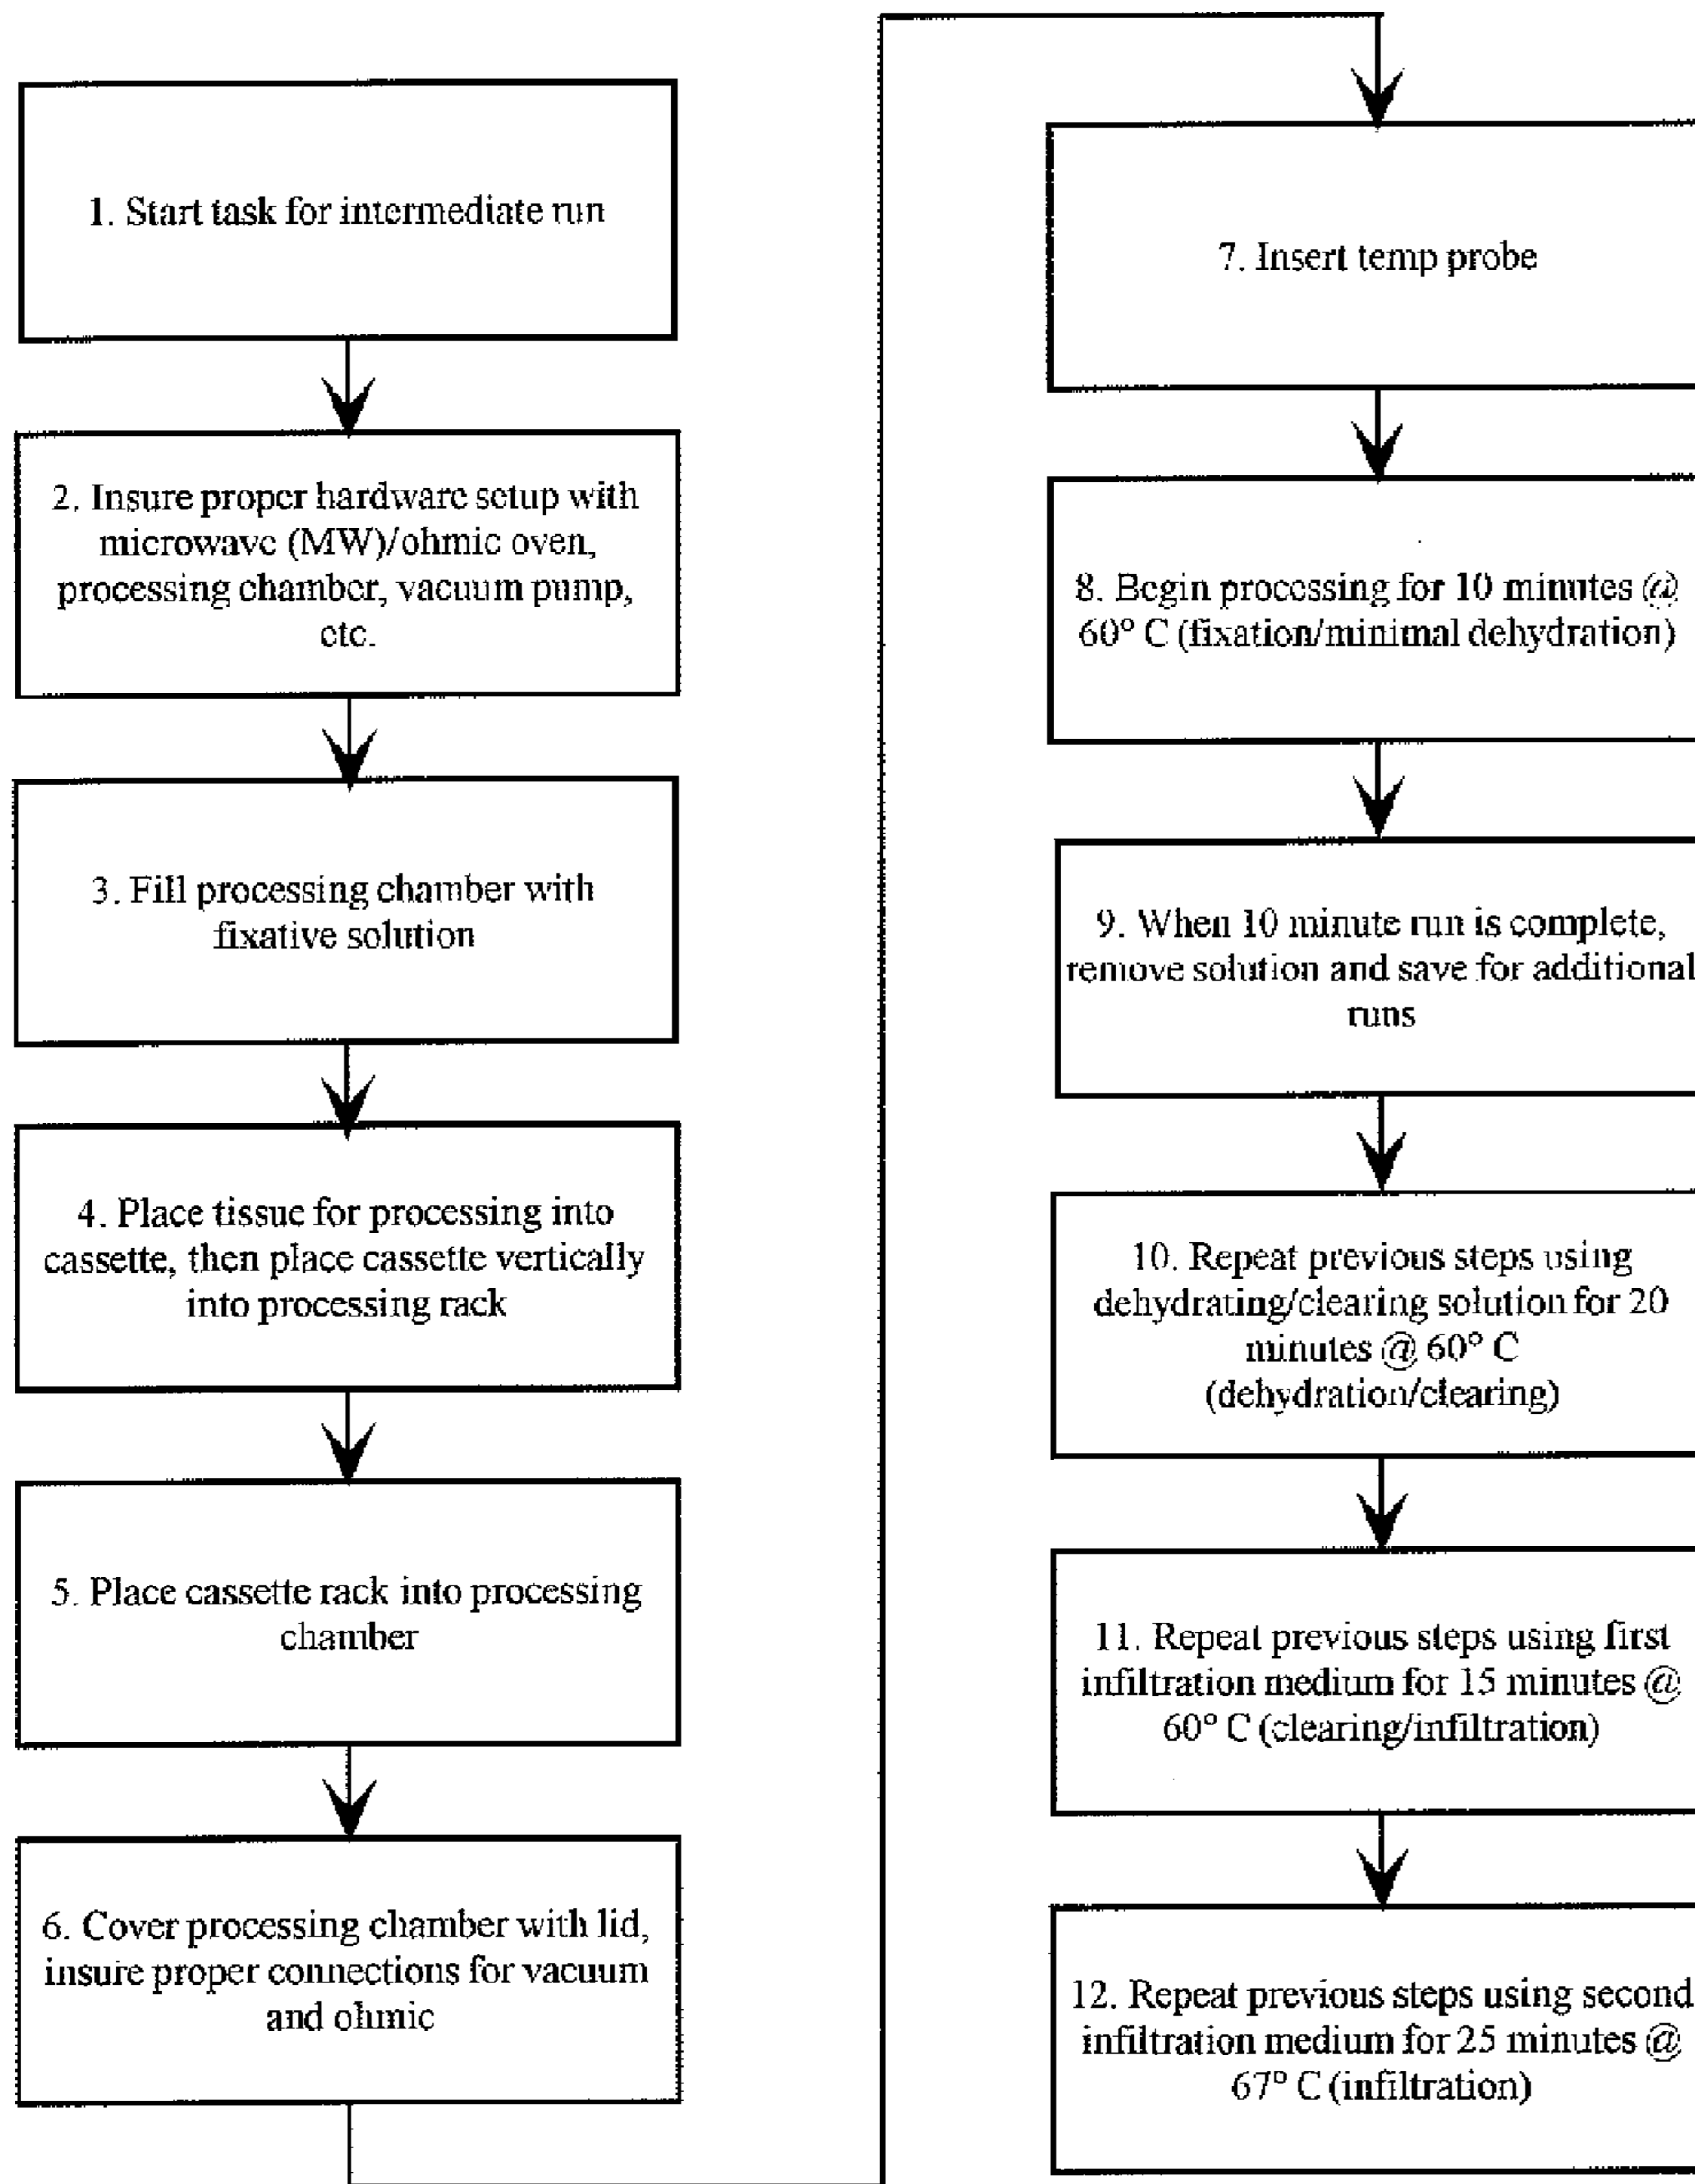 1. Start task for intermediate run
2. Insure proper hardware setup with
microwave (MW)/ohmic oven,
processing chamber, vacuum pump,
etc.
3. Fill processing chamber with
fixative solution
4. Place tissue for processing into
cassette, then place cassette vertically
into processing rack
5. Place cassette rack into processing
chamber
6. Cover processing chamber with lid,
insure proper connections for vacuum
and ohmic
7. Insert temp probe
8. Begin processing for 10 minutes @
60° C (fixation/minimal dehydration)
9. When 10 minute run is complete,
remove solution and save for additional
runs
10. Repeat previous steps using
dehydrating/clearing solution for 20
minutes @ 60° C
(dehydration/clearing)
11. Repeat previous steps using first
infiltration medium for 15 minutes @
60° C (clearing/infiltration)
12. Repeat previous steps using second
infiltration medium for 25 minutes @
67° C (infiltration)